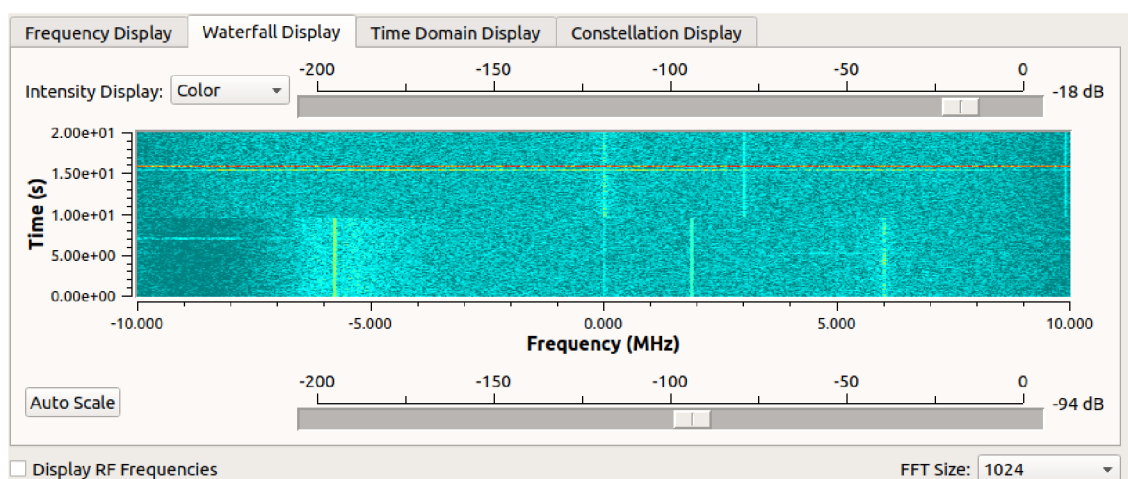 Frequency Display Waterfall Display Time Domain Display Constellation Display
-200 -150 -100 -50 0
Intensity Display: Color -18 dB
2.00e+01
1.50e+01
1.00e+01
5.00e+00
0.00e+00
Time (s)
-10.000 -5.000 0.000 5.000 10.000
Frequency (MHz)
-200 -150 -100 -50 0
Auto Scale -94 dB
Display RF Frequencies FFT Size: 1024